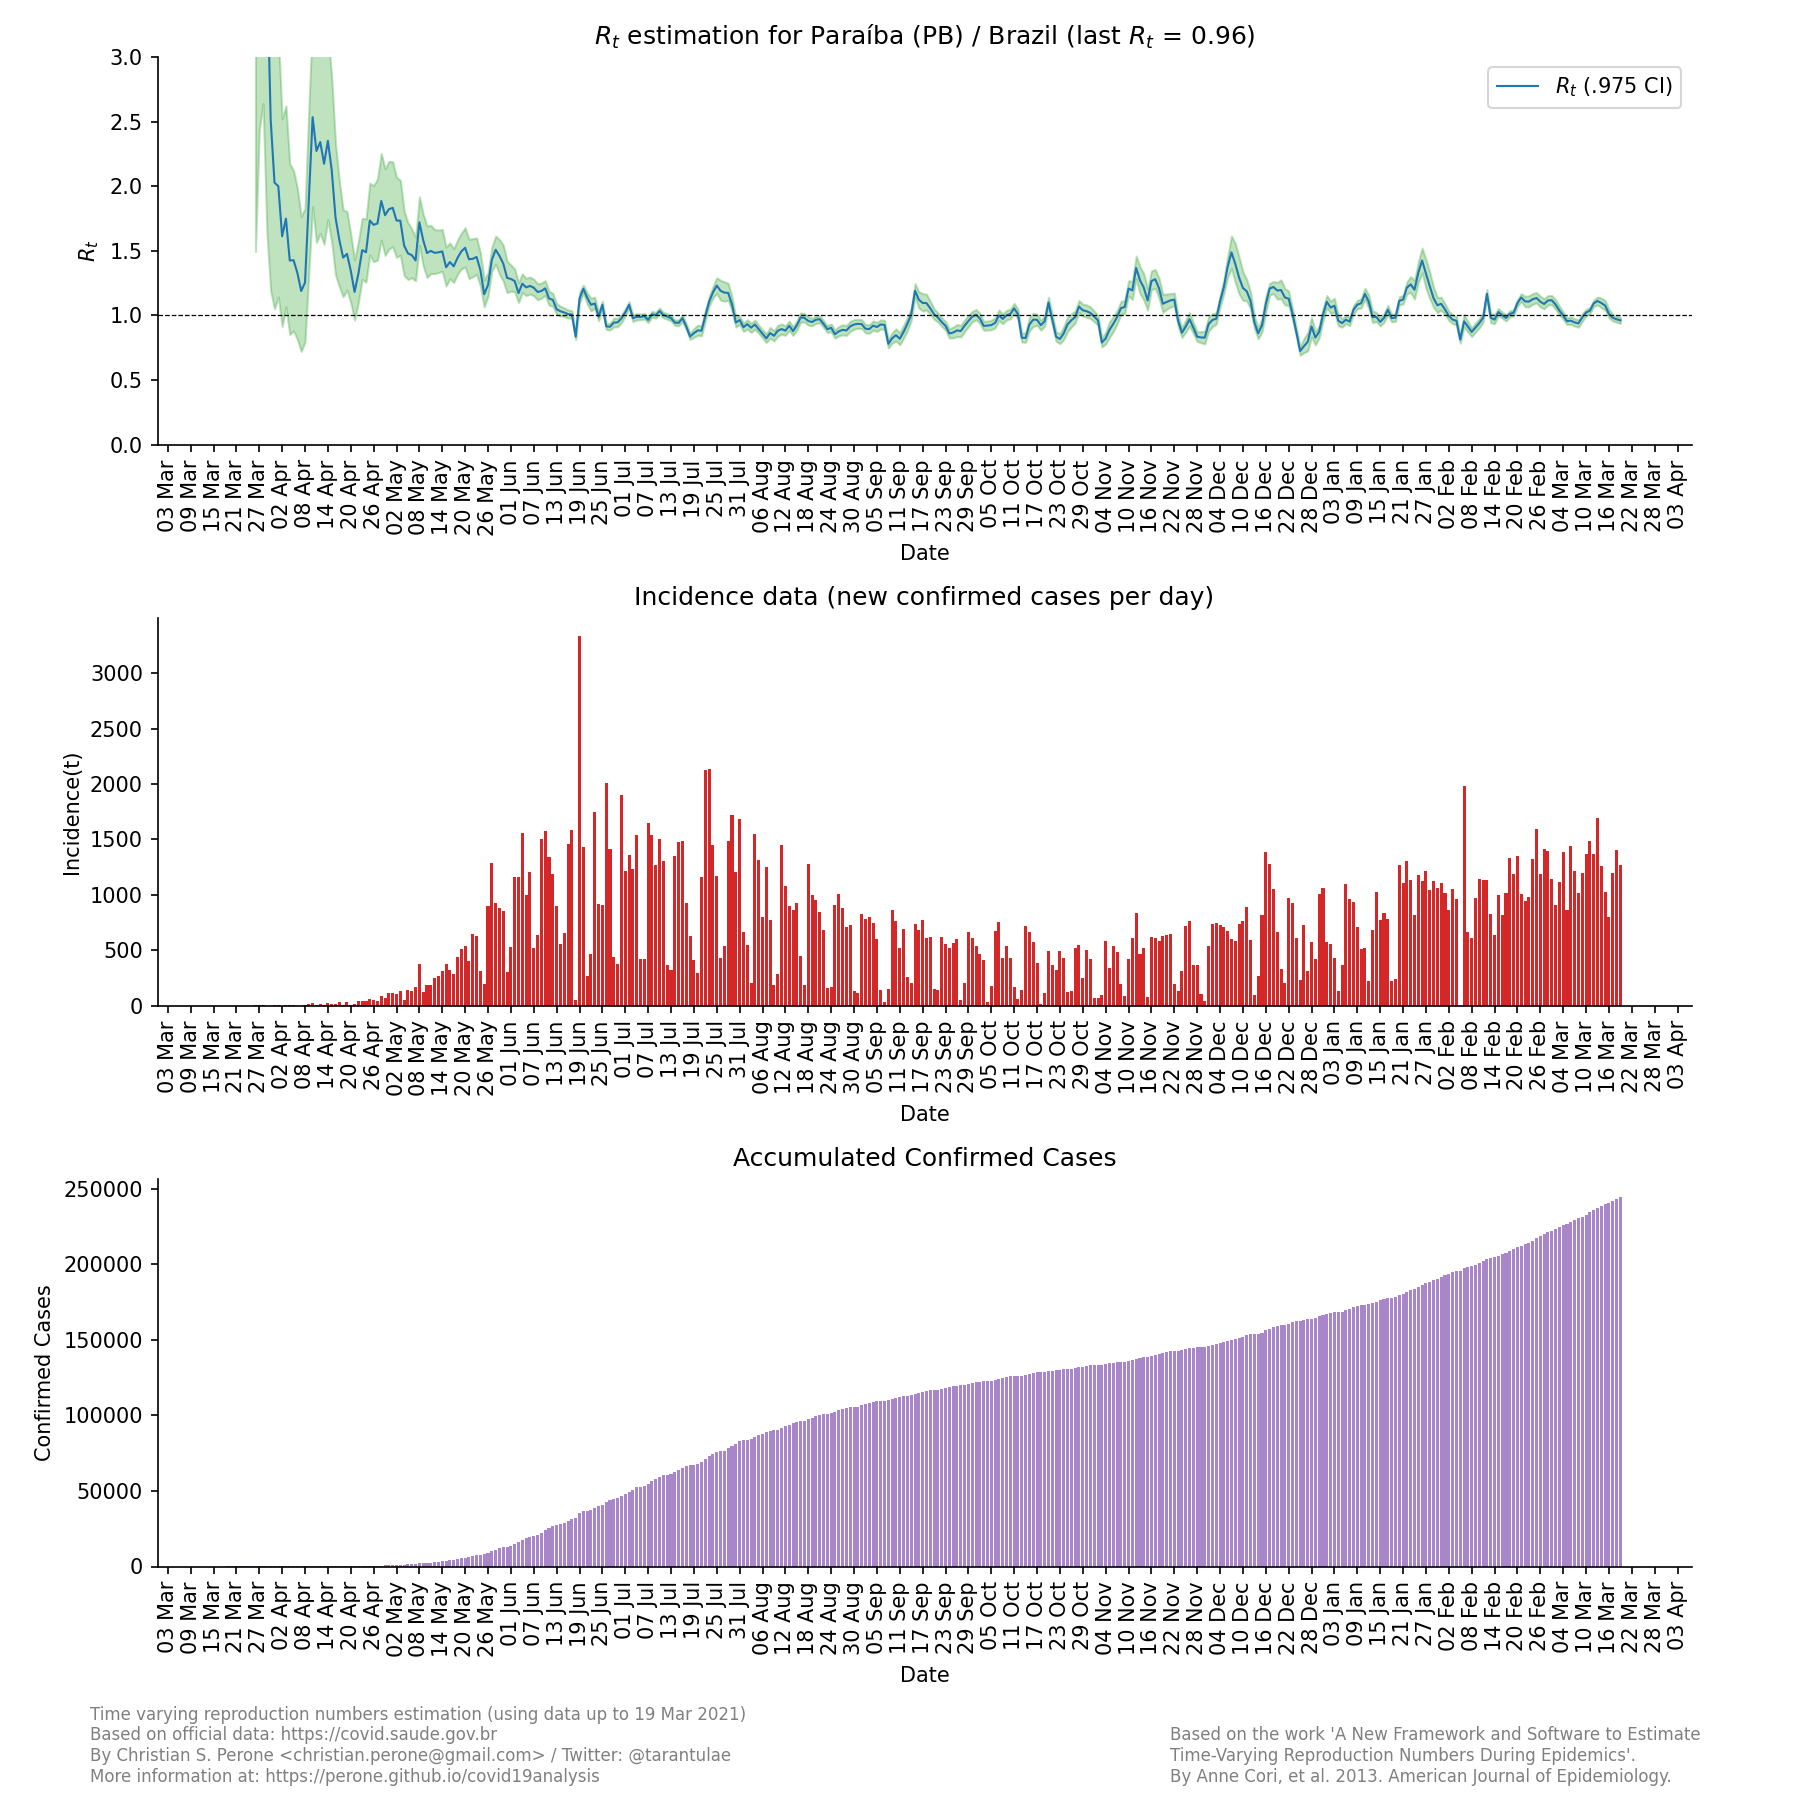 R_t estimation for Paraíba (PB) / Brazil (last R_t = 0.96)
R_t (.975 CI)
R_t
3.0
2.5
2.0
1.5
1.0
0.5
0.0
03 Mar 09 Mar 15 Mar 21 Mar 27 Mar 02 Apr 08 Apr 14 Apr 20 Apr 26 Apr 02 May 08 May 14 May 20 May 26 May 01 Jun 07 Jun 13 Jun 19 Jun 25 Jun 01 Jul 07 Jul 13 Jul 19 Jul 25 Jul 31 Jul 06 Aug 12 Aug 18 Aug 24 Aug 30 Aug 05 Sep 11 Sep 17 Sep 23 Sep 29 Sep 05 Oct 11 Oct 17 Oct 23 Oct 29 Oct 04 Nov 10 Nov 16 Nov 22 Nov 28 Nov 04 Dec 10 Dec 16 Dec 22 Dec 28 Dec 03 Jan 09 Jan 15 Jan 21 Jan 27 Jan 02 Feb 08 Feb 14 Feb 20 Feb 26 Feb 04 Mar 10 Mar 16 Mar 22 Mar 28 Mar 03 Apr
Date
Incidence data (new confirmed cases per day)
Incidence(t)
3000
2500
2000
1500
1000
500
0
03 Mar 09 Mar 15 Mar 21 Mar 27 Mar 02 Apr 08 Apr 14 Apr 20 Apr 26 Apr 02 May 08 May 14 May 20 May 26 May 01 Jun 07 Jun 13 Jun 19 Jun 25 Jun 01 Jul 07 Jul 13 Jul 19 Jul 25 Jul 31 Jul 06 Aug 12 Aug 18 Aug 24 Aug 30 Aug 05 Sep 11 Sep 17 Sep 23 Sep 29 Sep 05 Oct 11 Oct 17 Oct 23 Oct 29 Oct 04 Nov 10 Nov 16 Nov 22 Nov 28 Nov 04 Dec 10 Dec 16 Dec 22 Dec 28 Dec 03 Jan 09 Jan 15 Jan 21 Jan 27 Jan 02 Feb 08 Feb 14 Feb 20 Feb 26 Feb 04 Mar 10 Mar 16 Mar 22 Mar 28 Mar 03 Apr
Date
Accumulated Confirmed Cases
Confirmed Cases
250000
200000
150000
100000
50000
0
03 Mar 09 Mar 15 Mar 21 Mar 27 Mar 02 Apr 08 Apr 14 Apr 20 Apr 26 Apr 02 May 08 May 14 May 20 May 26 May 01 Jun 07 Jun 13 Jun 19 Jun 25 Jun 01 Jul 07 Jul 13 Jul 19 Jul 25 Jul 31 Jul 06 Aug 12 Aug 18 Aug 24 Aug 30 Aug 05 Sep 11 Sep 17 Sep 23 Sep 29 Sep 05 Oct 11 Oct 17 Oct 23 Oct 29 Oct 04 Nov 10 Nov 16 Nov 22 Nov 28 Nov 04 Dec 10 Dec 16 Dec 22 Dec 28 Dec 03 Jan 09 Jan 15 Jan 21 Jan 27 Jan 02 Feb 08 Feb 14 Feb 20 Feb 26 Feb 04 Mar 10 Mar 16 Mar 22 Mar 28 Mar 03 Apr
Date
Time varying reproduction numbers estimation (using data up to 19 Mar 2021)
Based on official data: https://covid.saude.gov.br
By Christian S. Perone <christian.perone@gmail.com> / Twitter: @tarantulae
More information at: https://perone.github.io/covid19analysis
Based on the work 'A New Framework and Software to Estimate
Time-Varying Reproduction Numbers During Epidemics'.
By Anne Cori, et al. 2013. American Journal of Epidemiology.